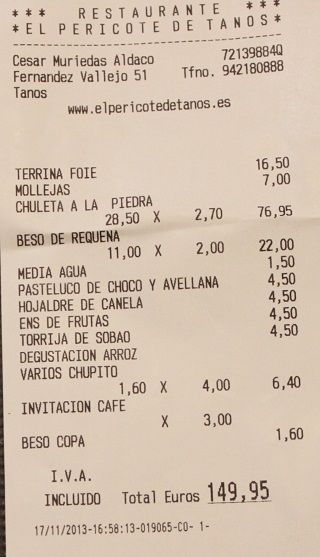 *** RESTAURANTE ***
*EL PERICOTE DE TANOS*
Cesar Muriedas Aldaco 72139884Q
Fernandez Vallejo 51 Tfno. 942180888
Tanos
www.elpericotedetanos.es
TERRINA FOIE 16,50
MOLLEJAS 7,00
CHULETA A LA PIEDRA
28,50 X 2,70 76,95
BESO DE REQUENA
11,00 X 2,00 22,00
MEDIA AGUA 1,50
PASTELUCO DE CHOCO Y AVELLANA 4,50
HOJALDRE DE CANELA 4,50
ENS DE FRUTAS 4,50
TORRIJA DE SOBAO 4,50
DEGUSTACION ARROZ
VARIOS CHUPITO
1,60 X 4,00 6,40
INVITACION CAFE
X 3,00
BESO COPA 1,60
I.V.A.
INCLUIDO Total Euros 149,95
17/11/2013-16:58:13-019065-CO- 1-